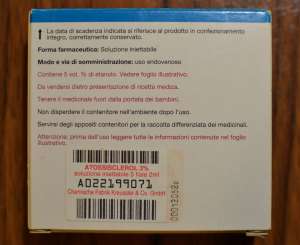 La data di scadenza indicata si riferisce al prodotto in confezionamento
integro, correttamente conservato.
Forma farmaceutica: Soluzione Iniettabile
Modo e via di somministrazione: uso endovenoso
Contiene 5 vol. % di etanolo. Vedere foglio illustrativo.
Da vendersi dietro presentazione di ricetta medica.
Tenere il medicinale fuori dalla portata dei bambini.
Non disperdere il contenitore nell'ambiente dopo l'uso.
Servirsi degli appositi contenitori per la raccolta differenziata dei medicinali.
Attenzione: prima dell'uso leggere tutte le informazioni contenute nel foglio
illustrativo.
ATOSSISCLEROL 3%
soluzione iniettabile 5 fiale 2ml
A022199071
Chemische Fabrik Kreussler & Co. GmbH